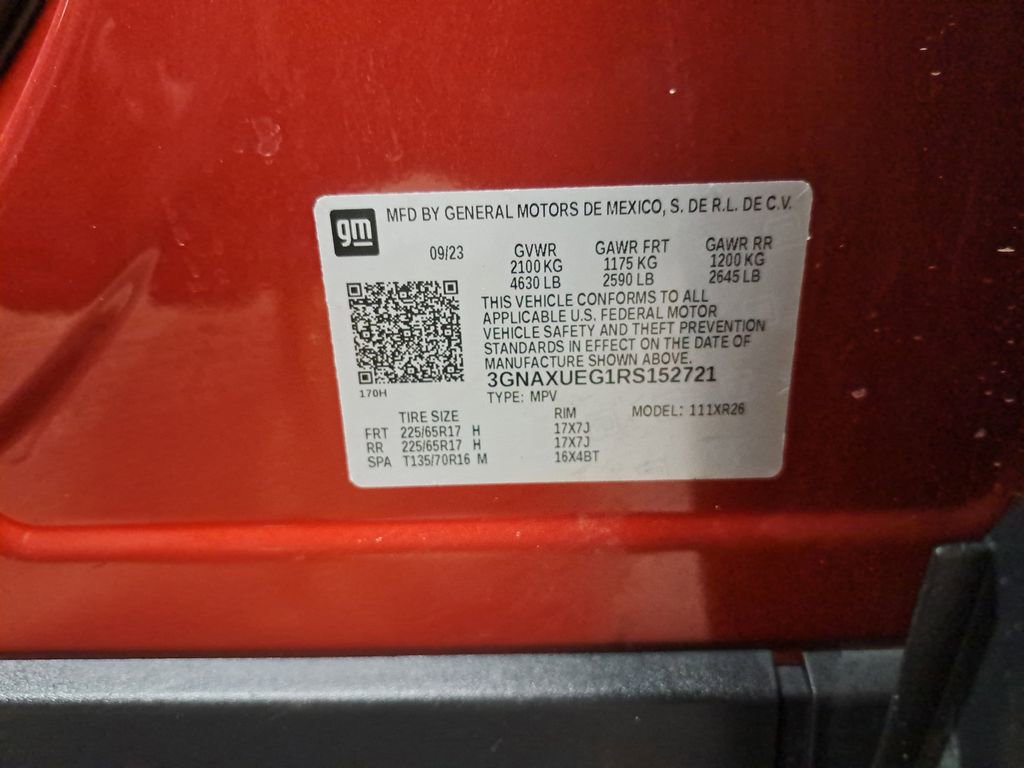 gm
MFD BY GENERAL MOTORS DE MEXICO, S. DE R.L. DE C.V.
09/23 GVWR GAWR FRT GAWR RR
2100 KG 1175 KG 1200 KG
4630 LB 2590 LB 2645 LB
THIS VEHICLE CONFORMS TO ALL
APPLICABLE U.S. FEDERAL MOTOR
VEHICLE SAFETY AND THEFT PREVENTION
STANDARDS IN EFFECT ON THE DATE OF
MANUFACTURE SHOWN ABOVE.
3GNAXUEG1RS152721
170H
TYPE: MPV
TIRE SIZE RIM MODEL: 111XR26
FRT 225/65R17 H 17X7J
RR 225/65R17 H 17X7J
SPA T135/70R16 M 16X4BT